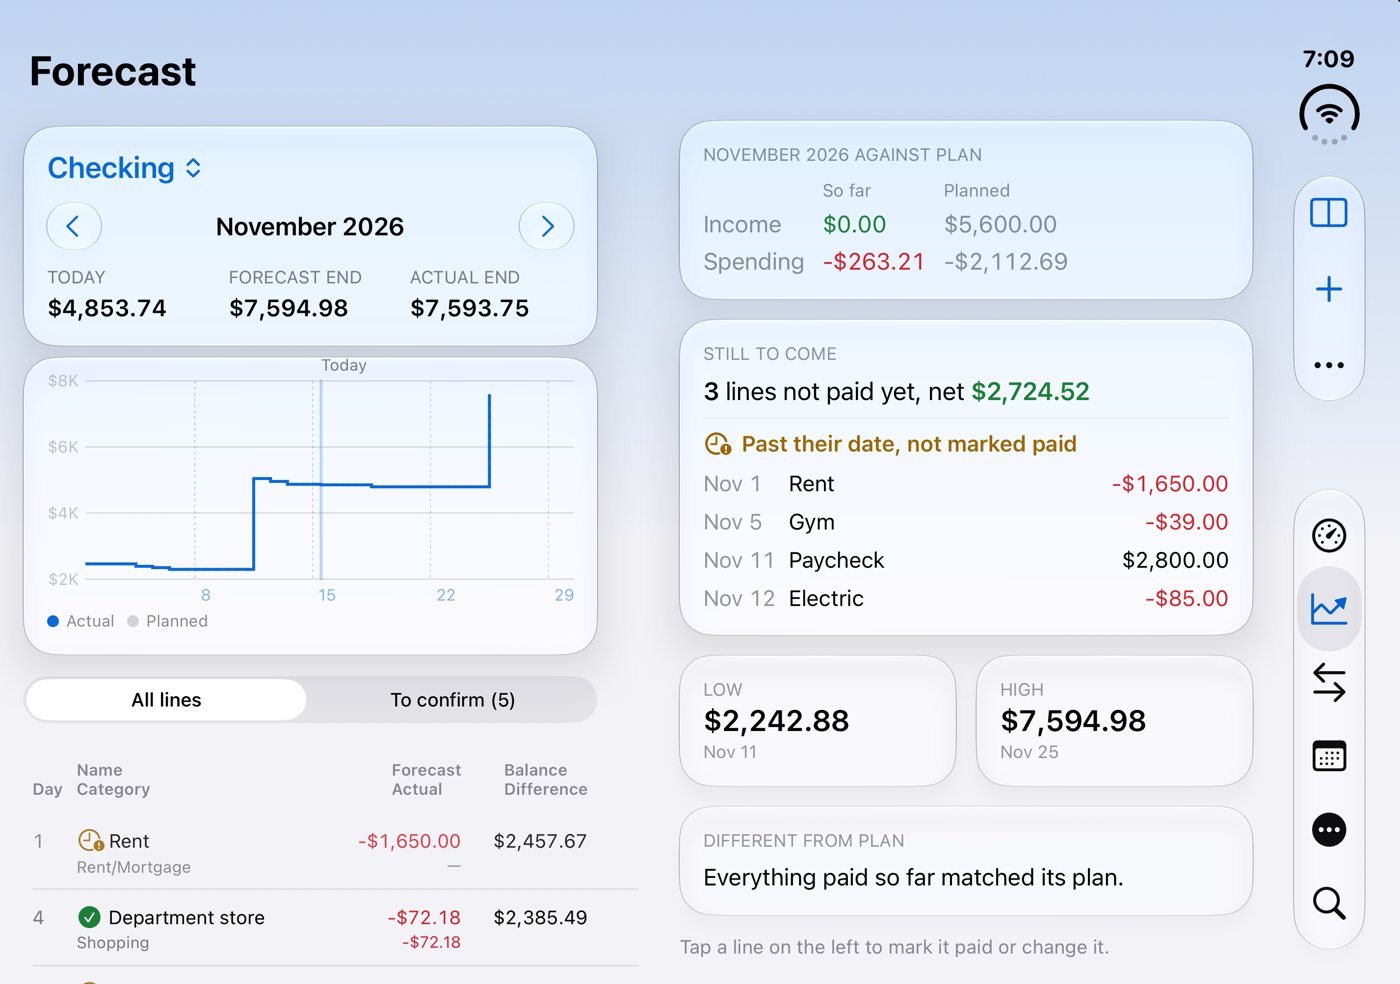 Forecast
7:09
Checking
November 2026
TODAY
$4,853.74
FORECAST END
$7,594.98
ACTUAL END
$7,593.75
Today
$8K
$6K
$4K
$2K
8
15
22
29
Actual
Planned
All lines
To confirm (5)
Day
Name
Category
Forecast
Actual
Balance
Difference
1
Rent
-$1,650.00
$2,457.67
Rent/Mortgage
—
4
Department store
-$72.18
$2,385.49
Shopping
-$72.18
NOVEMBER 2026 AGAINST PLAN
So far
Planned
Income
$0.00
$5,600.00
Spending
-$263.21
-$2,112.69
STILL TO COME
3 lines not paid yet, net $2,724.52
Past their date, not marked paid
Nov 1 Rent -$1,650.00
Nov 5 Gym -$39.00
Nov 11 Paycheck $2,800.00
Nov 12 Electric -$85.00
LOW
$2,242.88
Nov 11
HIGH
$7,594.98
Nov 25
DIFFERENT FROM PLAN
Everything paid so far matched its plan.
Tap a line on the left to mark it paid or change it.